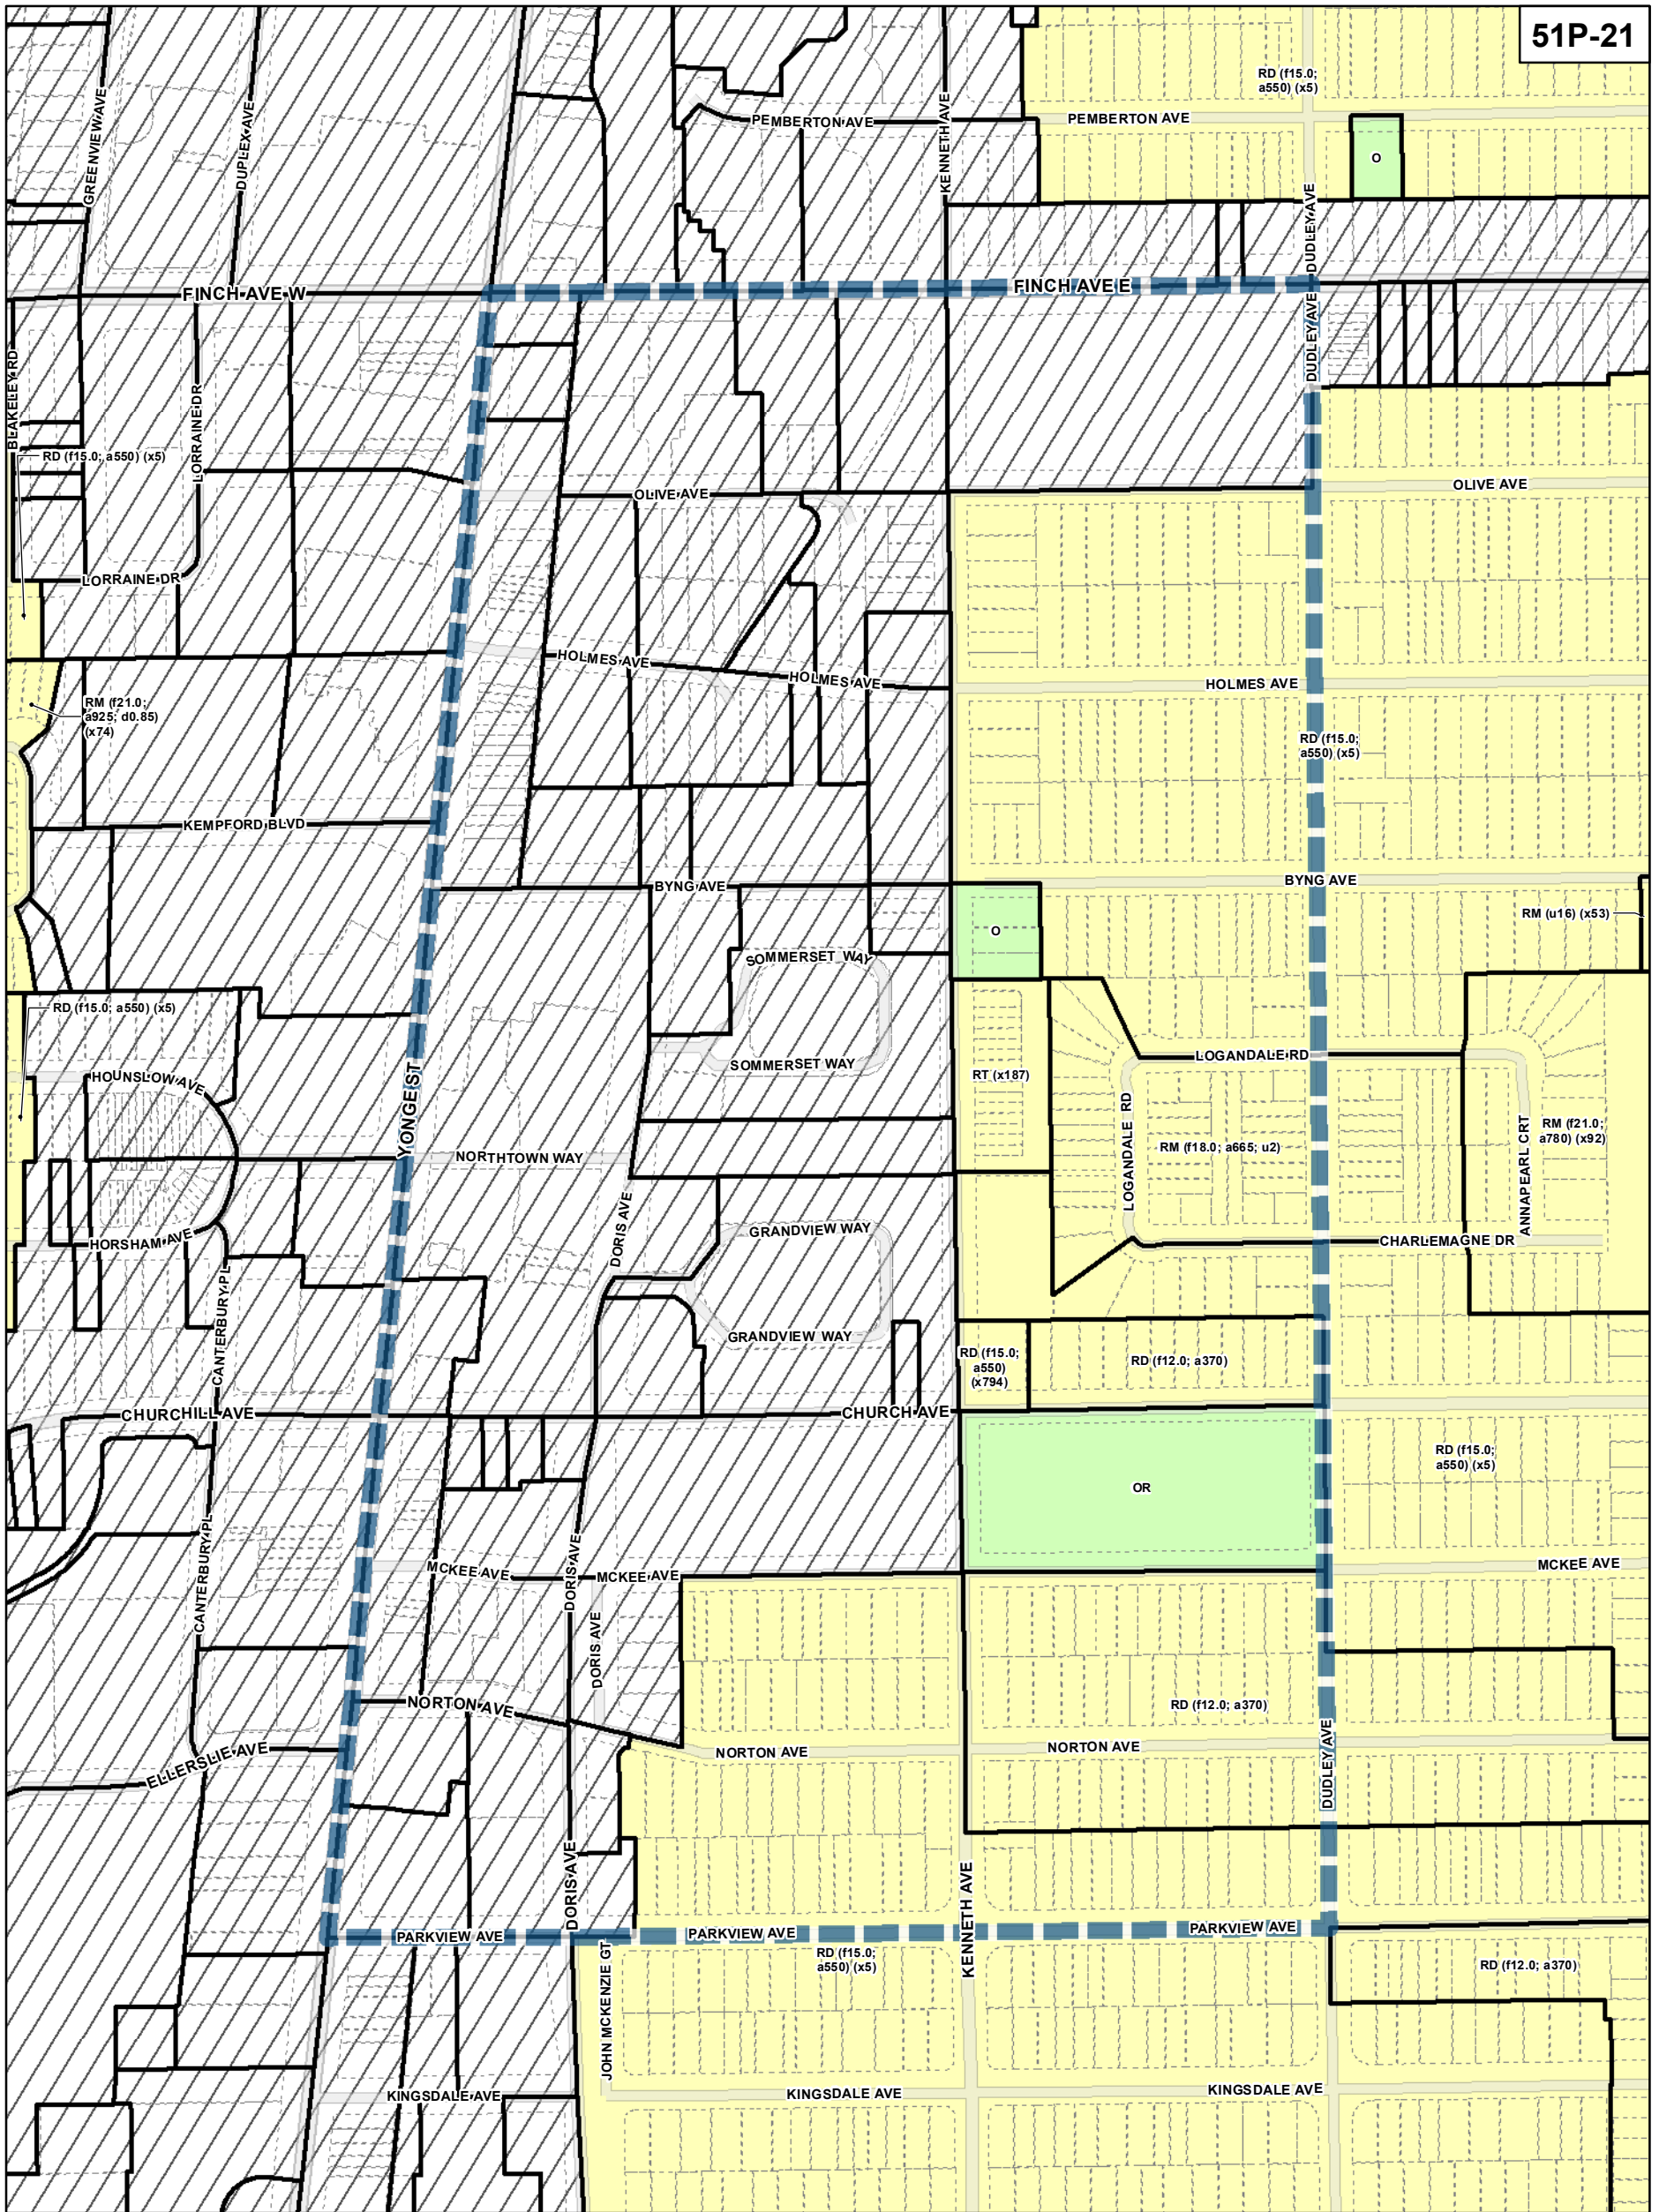 51P-21
RD (f15.0;
a550) (x5)
PEMBERTON AVE
PEMBERTON AVE
GREENVIEW AVE
DUPLEX AVE
KENNETH AVE
O
DUDLEY AVE
FINCH AVE W
FINCH AVE E
DUDLEY AVE
BLAKELEY RD
LORRAINE DR
RD (f15.0; a550) (x5)
OLIVE AVE
OLIVE AVE
LORRAINE DR
HOLMES AVE
HOLMES AVE
HOLMES AVE
RM (f21.0;
a925; d0.85)
(x74)
RD (f15.0;
a550) (x5)
KEMPFORD BLVD
BYNG AVE
BYNG AVE
RM (u16) (x53)
O
SOMMERSET WAY
RD (f15.0; a550) (x5)
SOMMERSET WAY
LOGANDALE RD
HOUNSLOW AVE
RT (x187)
YONGE ST
LOGANDALE RD
RM (f18.0; a665; u2)
RM (f21.0;
a780) (x92)
ANNAPEARL CRT
NORTHTOWN WAY
DORIS AVE
GRANDVIEW WAY
HORSHAM AVE
CHARLEMAGNE DR
CANTERBURY PL
GRANDVIEW WAY
RD (f15.0;
a550)
(x794)
RD (f12.0; a370)
CHURCHILL AVE
CHURCH AVE
RD (f15.0;
a550) (x5)
OR
CANTERBURY PL
MCKEE AVE
DORIS AVE
MCKEE AVE
MCKEE AVE
DORIS AVE
RD (f12.0; a370)
NORTON AVE
NORTON AVE
NORTON AVE
DUDLEY AVE
ELLERSLIE AVE
DORIS AVE
KENNETH AVE
PARKVIEW AVE
PARKVIEW AVE
PARKVIEW AVE
JOHN MCKENZIE GT
RD (f15.0;
a550) (x5)
RD (f12.0; a370)
KINGSDALE AVE
KINGSDALE AVE
KINGSDALE AVE